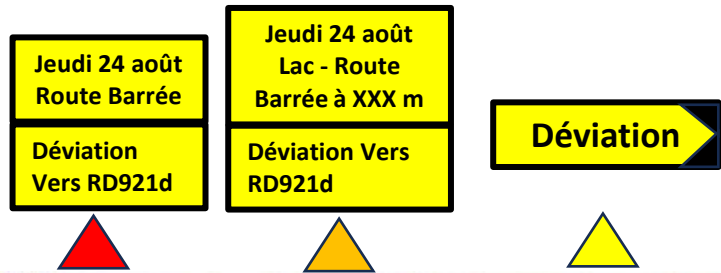 Jeudi 24 août
Route Barrée
Déviation
Vers RD921d
Jeudi 24 août
Lac - Route
Barrée à XXX m
Déviation Vers
RD921d
Déviation